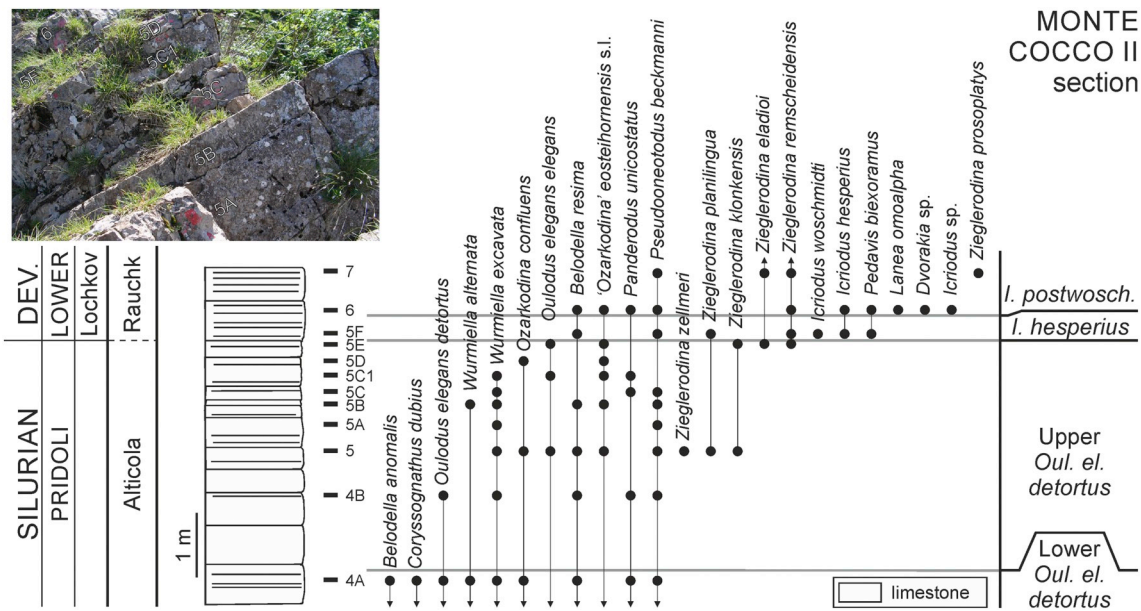 MONTE
COCCO II
section
6
5D
5C1
5E
5C
5B
5A
Belodella anomalis
Coryssognathus dubius
Oulodus elegans detortus
Wurmiella alternata
Wurmiella excavata
Ozarkodina confluens
Oulodus elegans elegans
Belodella resima
'Ozarkodina' eosteihornensis s.l.
Panderodus unicostatus
Pseudooneotodus beckmanni
Zieglerodina zellmeri
Zieglerodina planilingua
Zieglerodina klonkensis
Zieglerodina eladioi
Zieglerodina remscheidensis
Icriodus woschmidti
Icriodus hesperius
Pedavis biexoramus
Lanea omoalpha
Dvorakia sp.
Icriodus sp.
Zieglerodina prosoplatys
DEV.
LOWER
Lochkov
Rauchk
SILURIAN
PRIDOLI
Alticola
1 m
7
6
5F
5E
5D
5C1
5C
5B
5A
5
4B
4A
I. postwosch.
I. hesperius
Upper
Oul. el.
detortus
Lower
Oul. el.
detortus
limestone